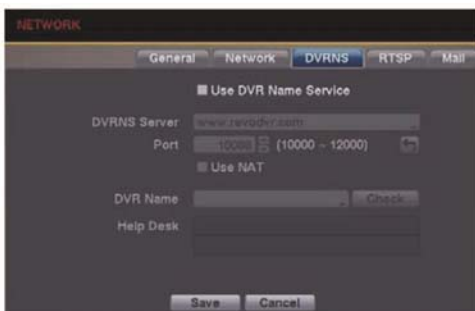 NETWORK
General Network DVRNS RTSP Mail
Use DVR Name Service
DVRNS Server www.revodvr.com
Port 10088 (10000 ~ 12000)
Use NAT
DVR Name Check
Help Desk
Save Cancel